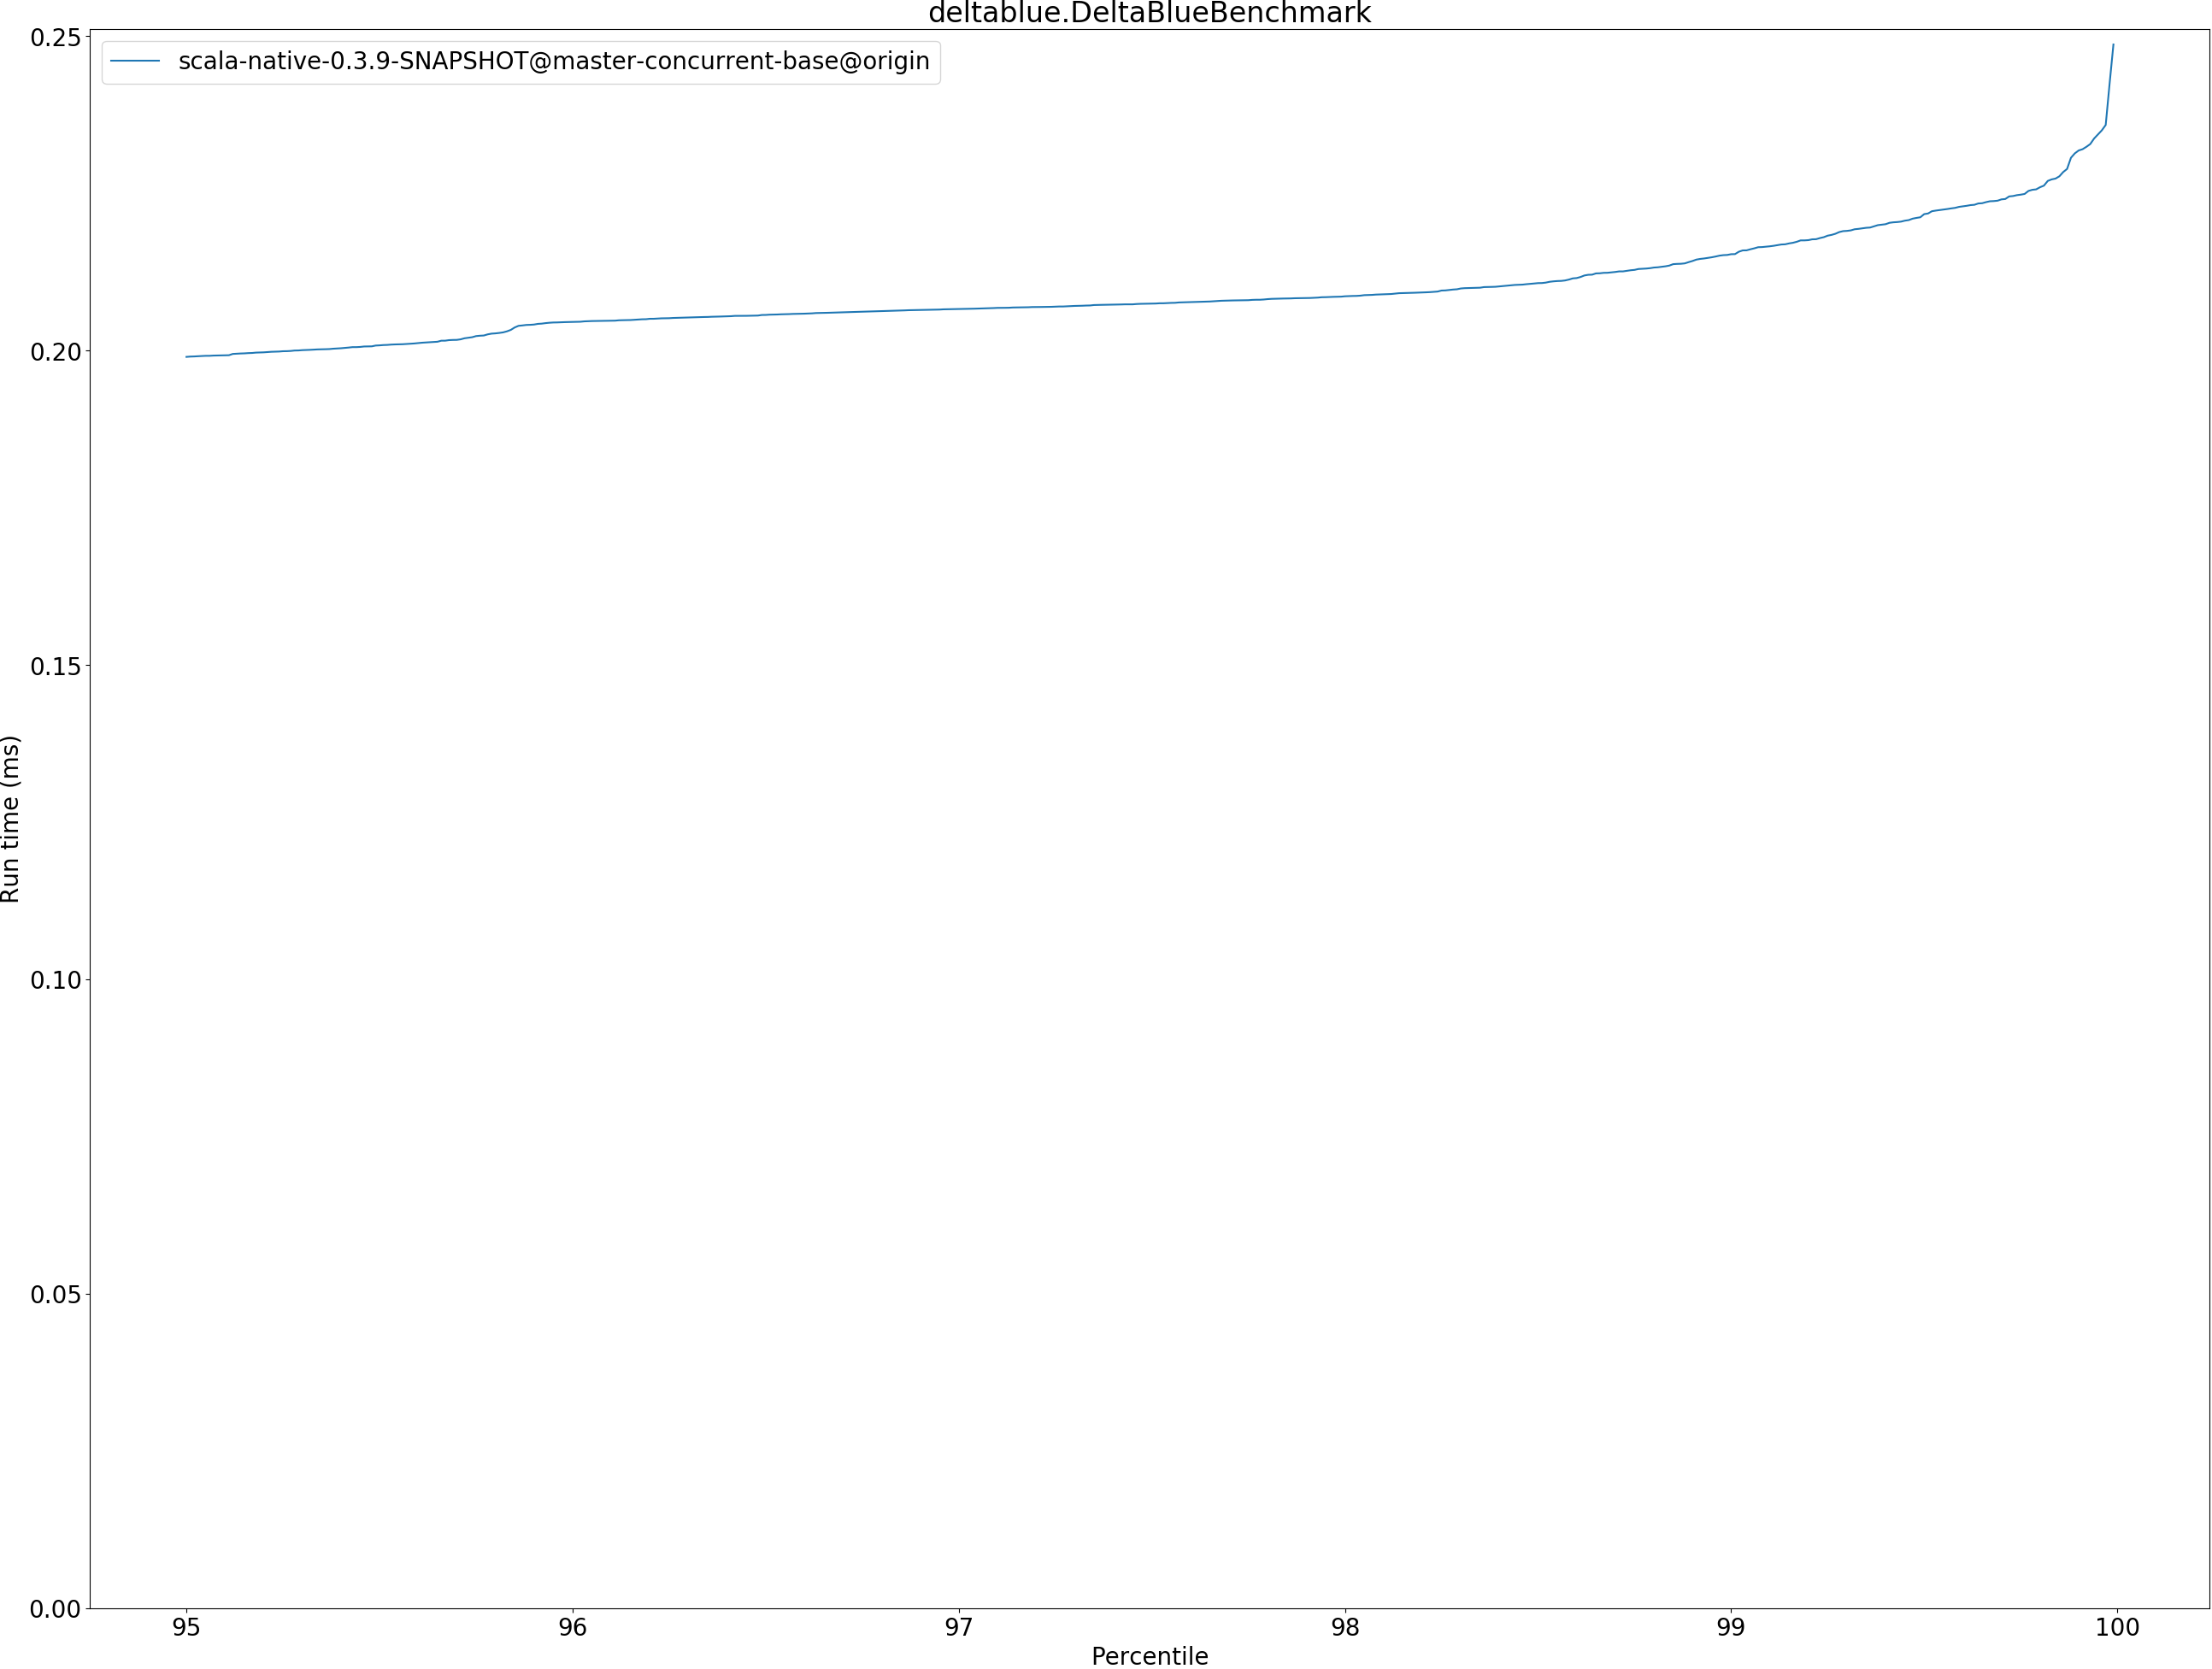 deltablue.DeltaBlueBenchmark
scala-native-0.3.9-SNAPSHOT@master-concurrent-base@origin
0.25
0.20
0.15
0.10
0.05
0.00
Run time (ms)
95 96 97 98 99 100
Percentile